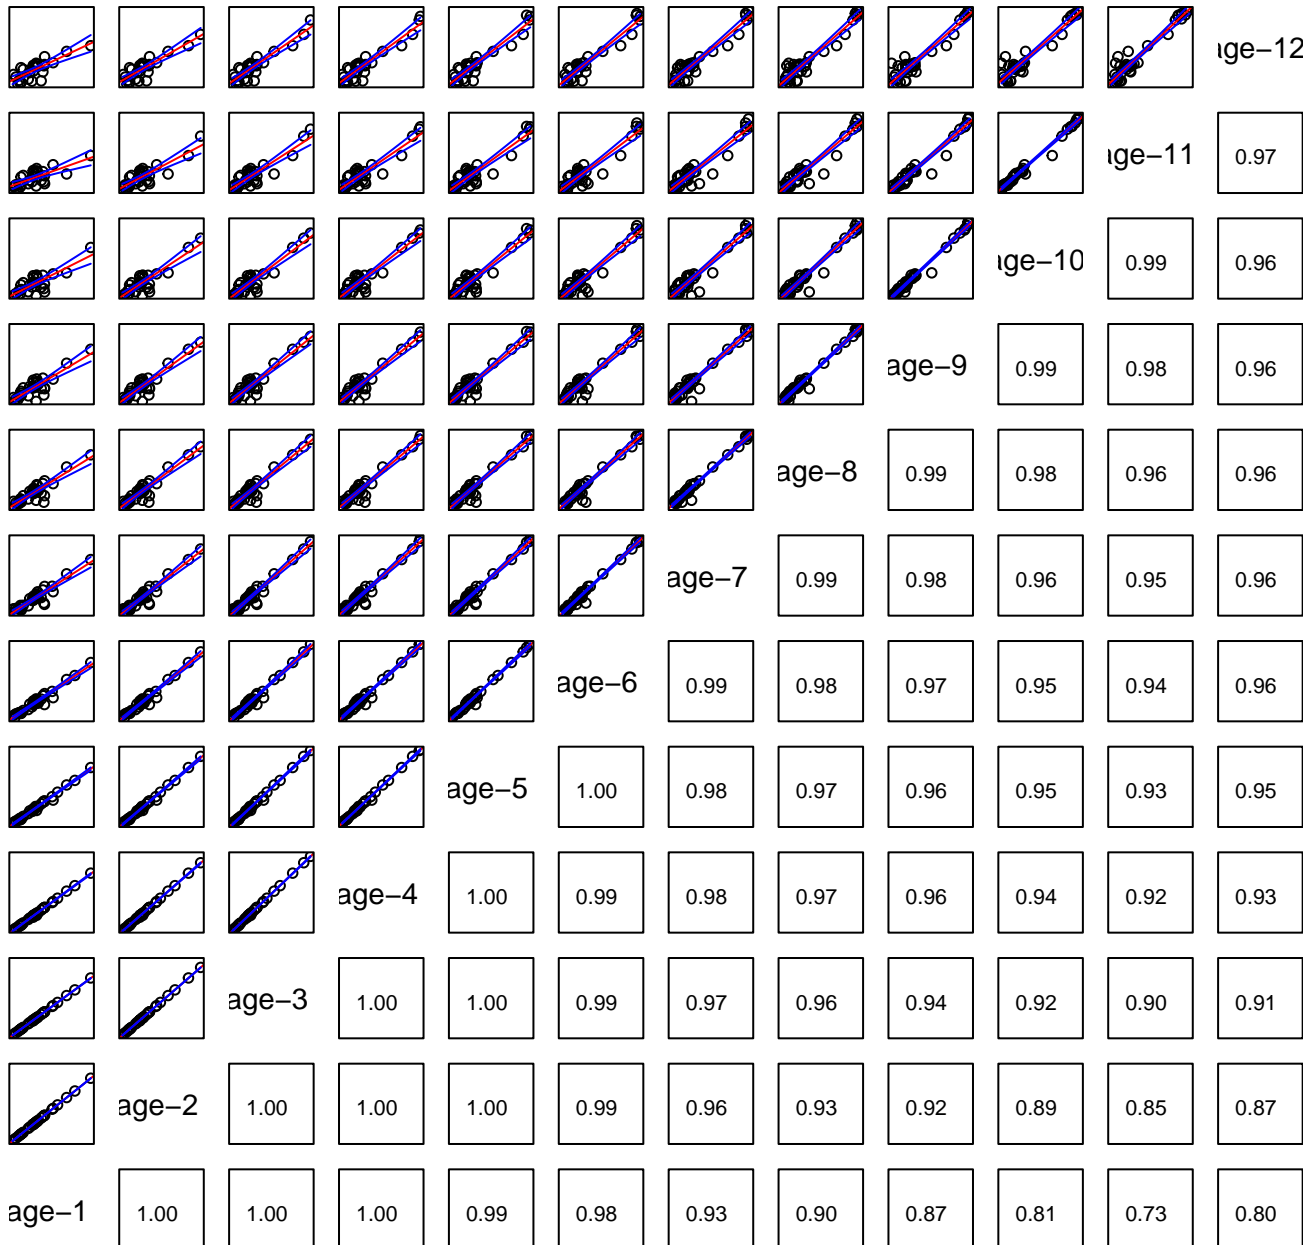 age−12
age−11 0.97
age−10 0.99 0.96
age−9 0.99 0.98 0.96
age−8 0.99 0.98 0.96 0.96
age−7 0.99 0.98 0.96 0.95 0.96
age−6 0.99 0.98 0.97 0.95 0.94 0.96
age−5 1.00 0.98 0.97 0.96 0.95 0.93 0.95
age−4 1.00 0.99 0.98 0.97 0.96 0.94 0.92 0.93
age−3 1.00 1.00 0.99 0.97 0.96 0.94 0.92 0.90 0.91
age−2 1.00 1.00 1.00 0.99 0.96 0.93 0.92 0.89 0.85 0.87
age−1 1.00 1.00 1.00 0.99 0.98 0.93 0.90 0.87 0.81 0.73 0.80